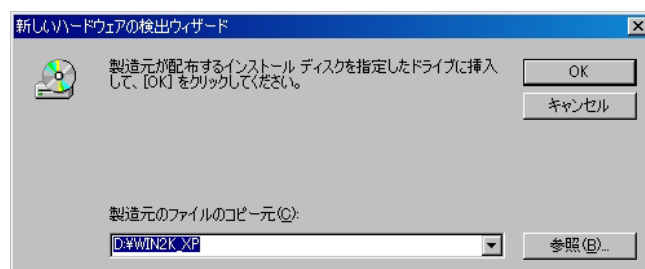 新しいハードウェアの検出ウィザード
製造元が配布するインストール ディスクを指定したドライブに挿入
して、[OK] をクリックしてください。
OK
キャンセル
製造元のファイルのコピー元(C):
D:¥WIN2K_XP
参照(B)...